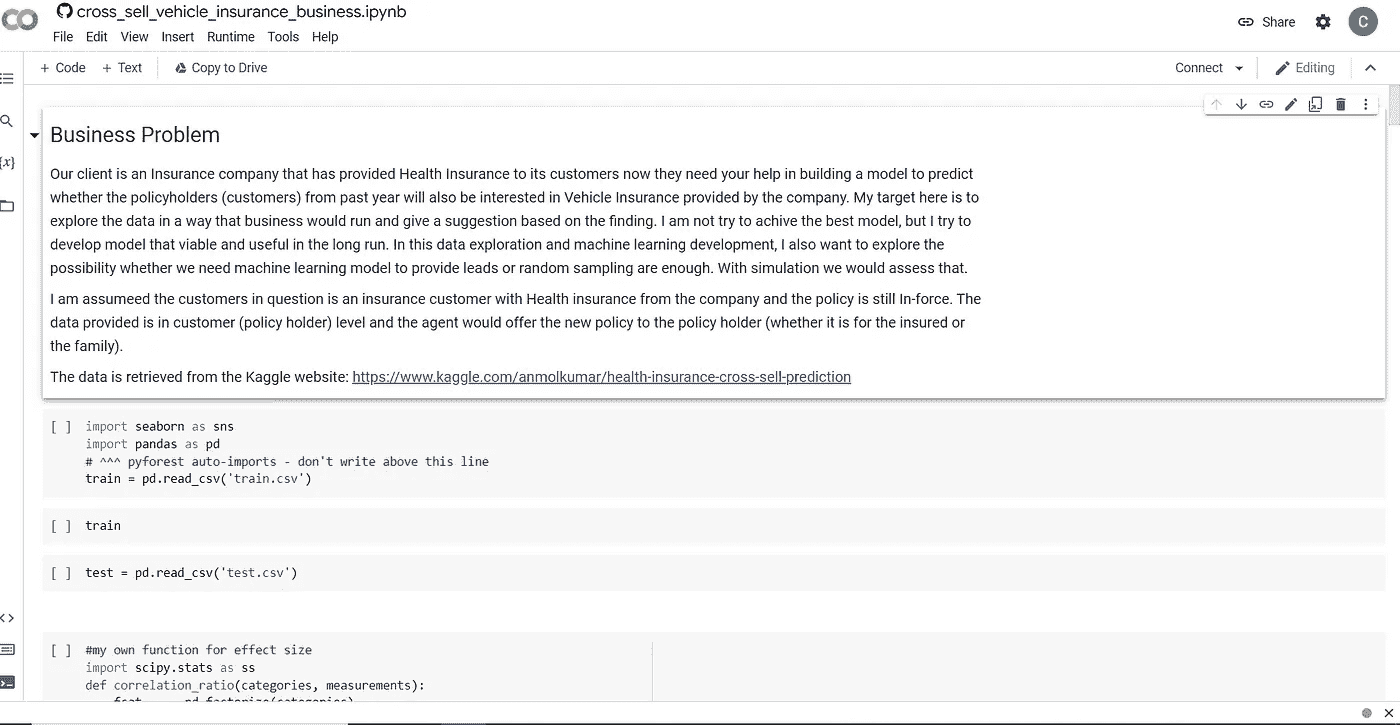 cross_sell_vehicle_insurance_business.ipynb
File Edit View Insert Runtime Tools Help
Share
C
+ Code + Text Copy to Drive
Connect
Editing
Business Problem
Our client is an Insurance company that has provided Health Insurance to its customers now they need your help in building a model to predict
whether the policyholders (customers) from past year will also be interested in Vehicle Insurance provided by the company. My target here is to
explore the data in a way that business would run and give a suggestion based on the finding. I am not try to achive the best model, but I try to
develop model that viable and useful in the long run. In this data exploration and machine learning development, I also want to explore the
possibility whether we need machine learning model to provide leads or random sampling are enough. With simulation we would assess that.
I am assumeed the customers in question is an insurance customer with Health insurance from the company and the policy is still In-force. The
data provided is in customer (policy holder) level and the agent would offer the new policy to the policy holder (whether it is for the insured or
the family).
The data is retrieved from the Kaggle website: https://www.kaggle.com/anmolkumar/health-insurance-cross-sell-prediction
[ ] import seaborn as sns
import pandas as pd
# ^^^ pyforest auto-imports - don't write above this line
train = pd.read_csv('train.csv')
[ ] train
[ ] test = pd.read_csv('test.csv')
[ ] #my own function for effect size
import scipy.stats as ss
def correlation_ratio(categories, measurements):